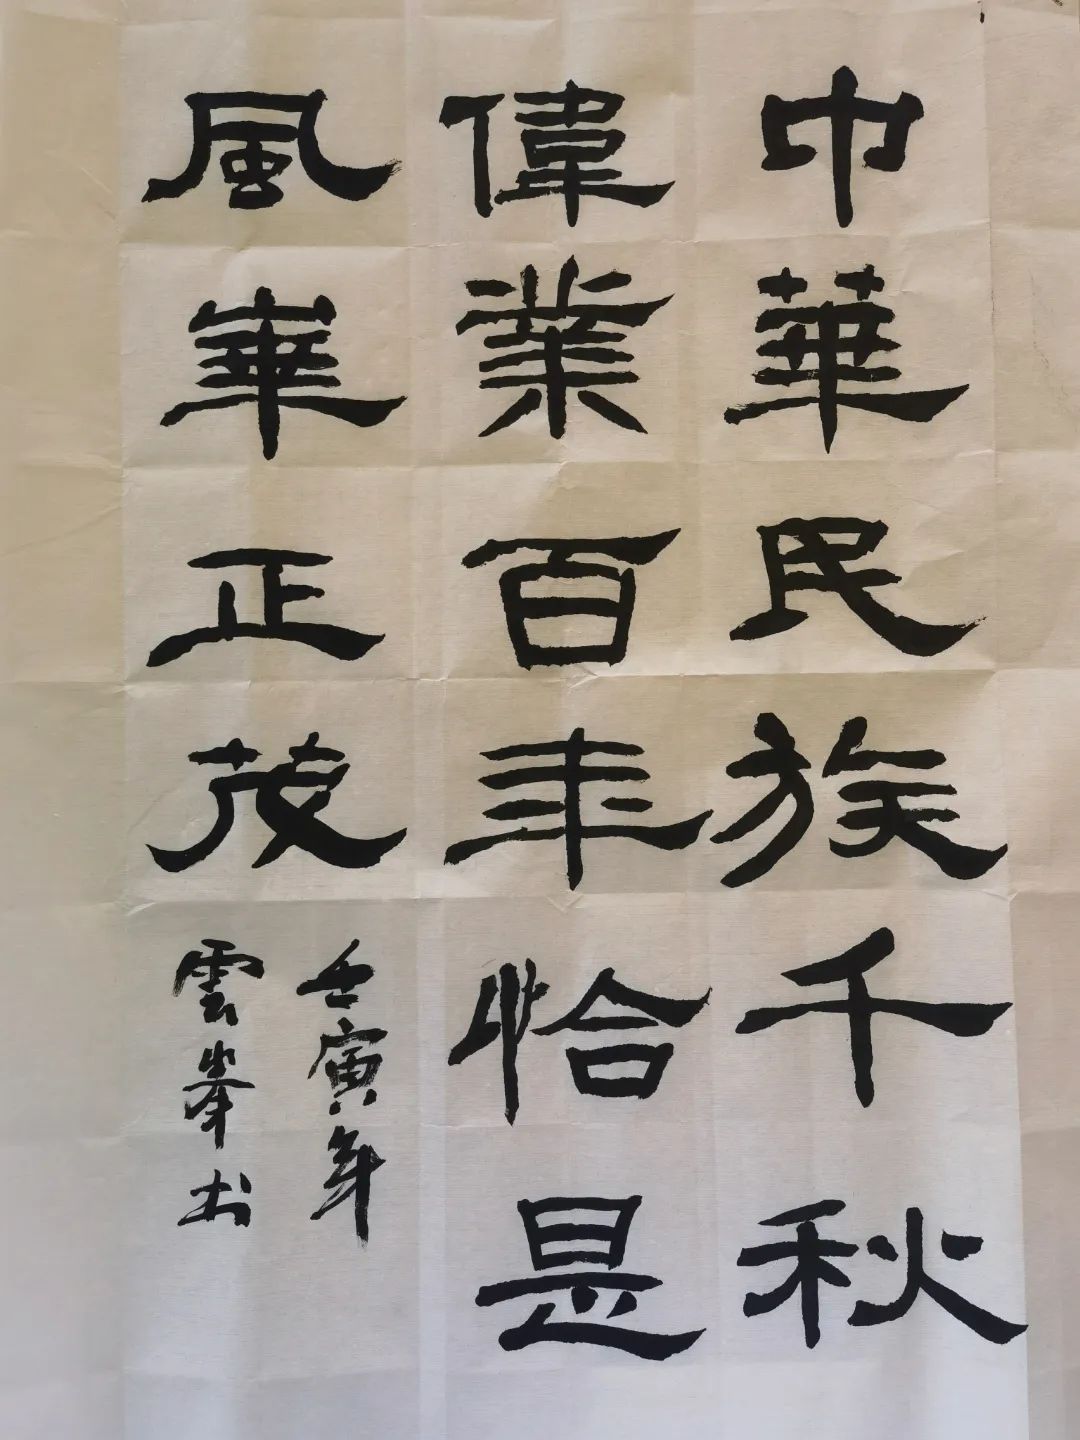 中華民族千秋
偉業百年恰是
風華正茂
壬寅年
雲峯书